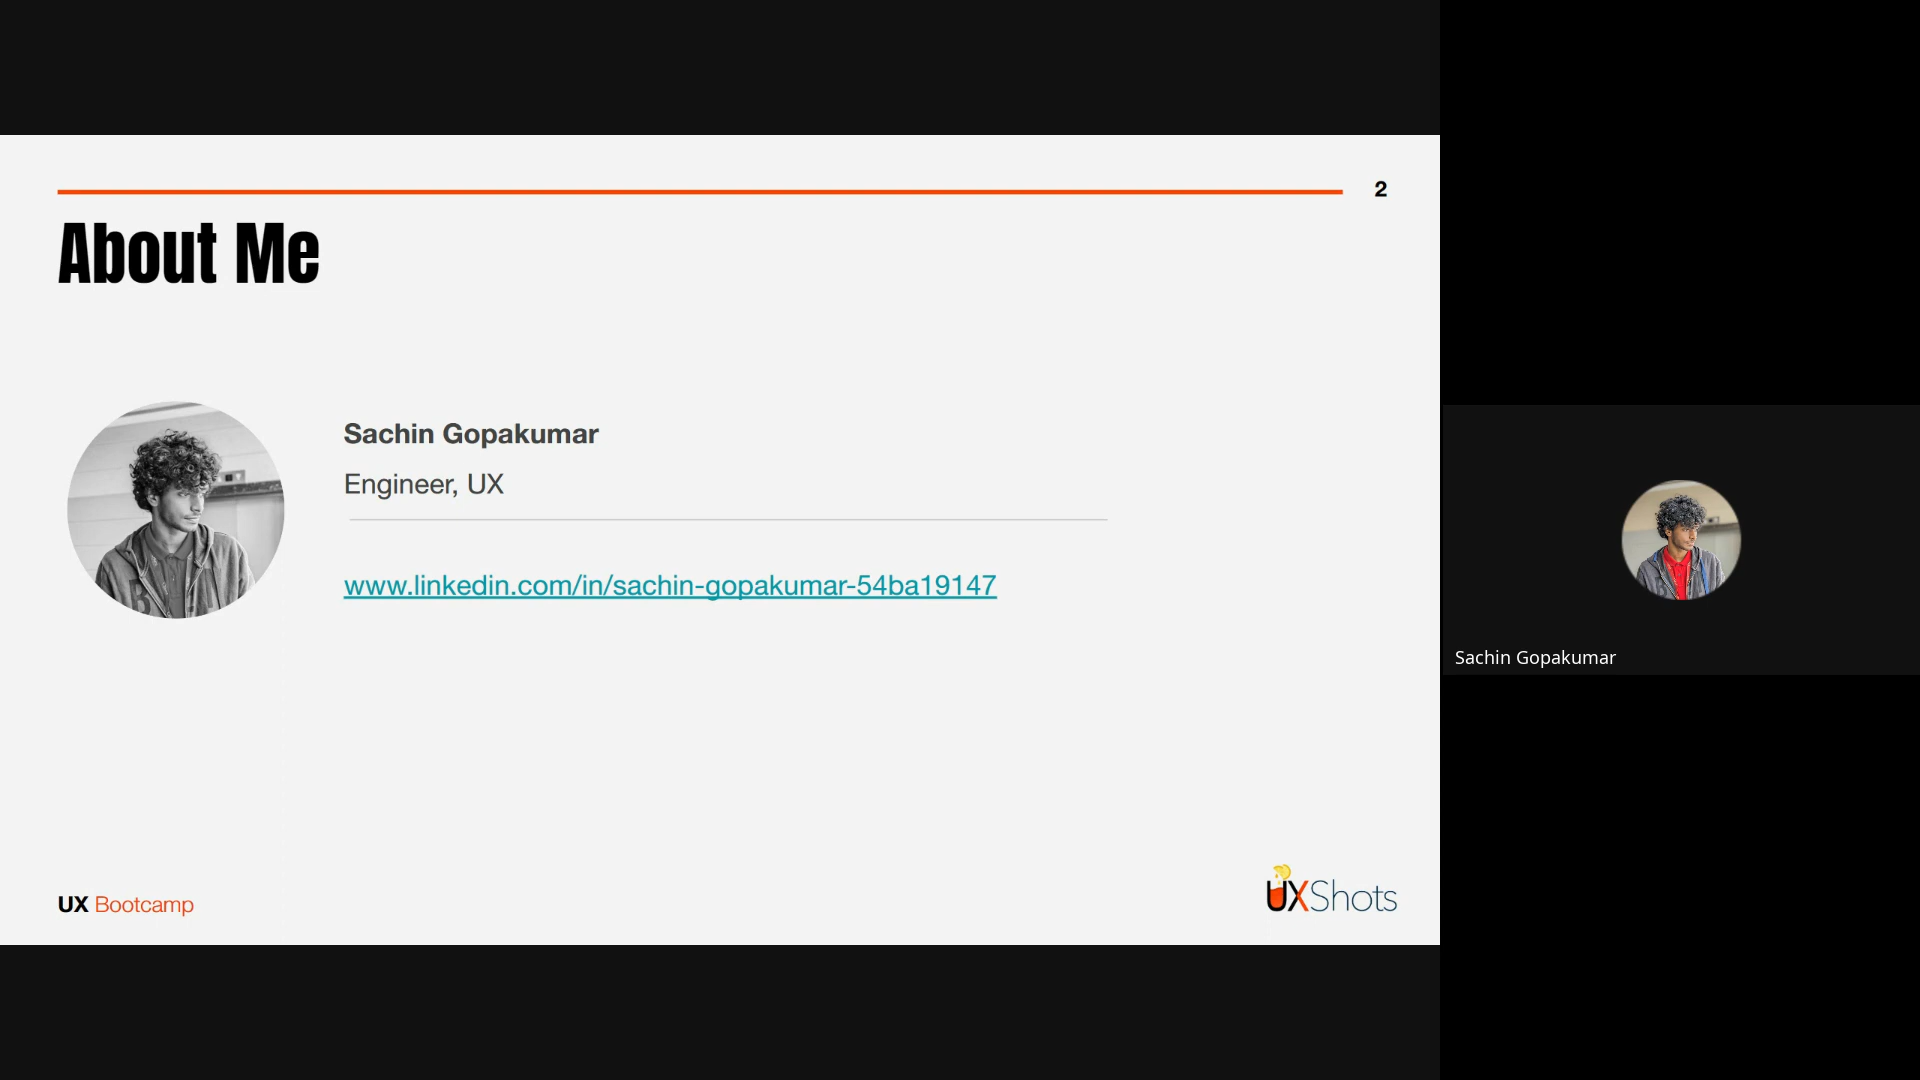 2
About Me
Sachin Gopakumar
Engineer, UX
www.linkedin.com/in/sachin-gopakumar-54ba19147
Sachin Gopakumar
UX Bootcamp
UXShots